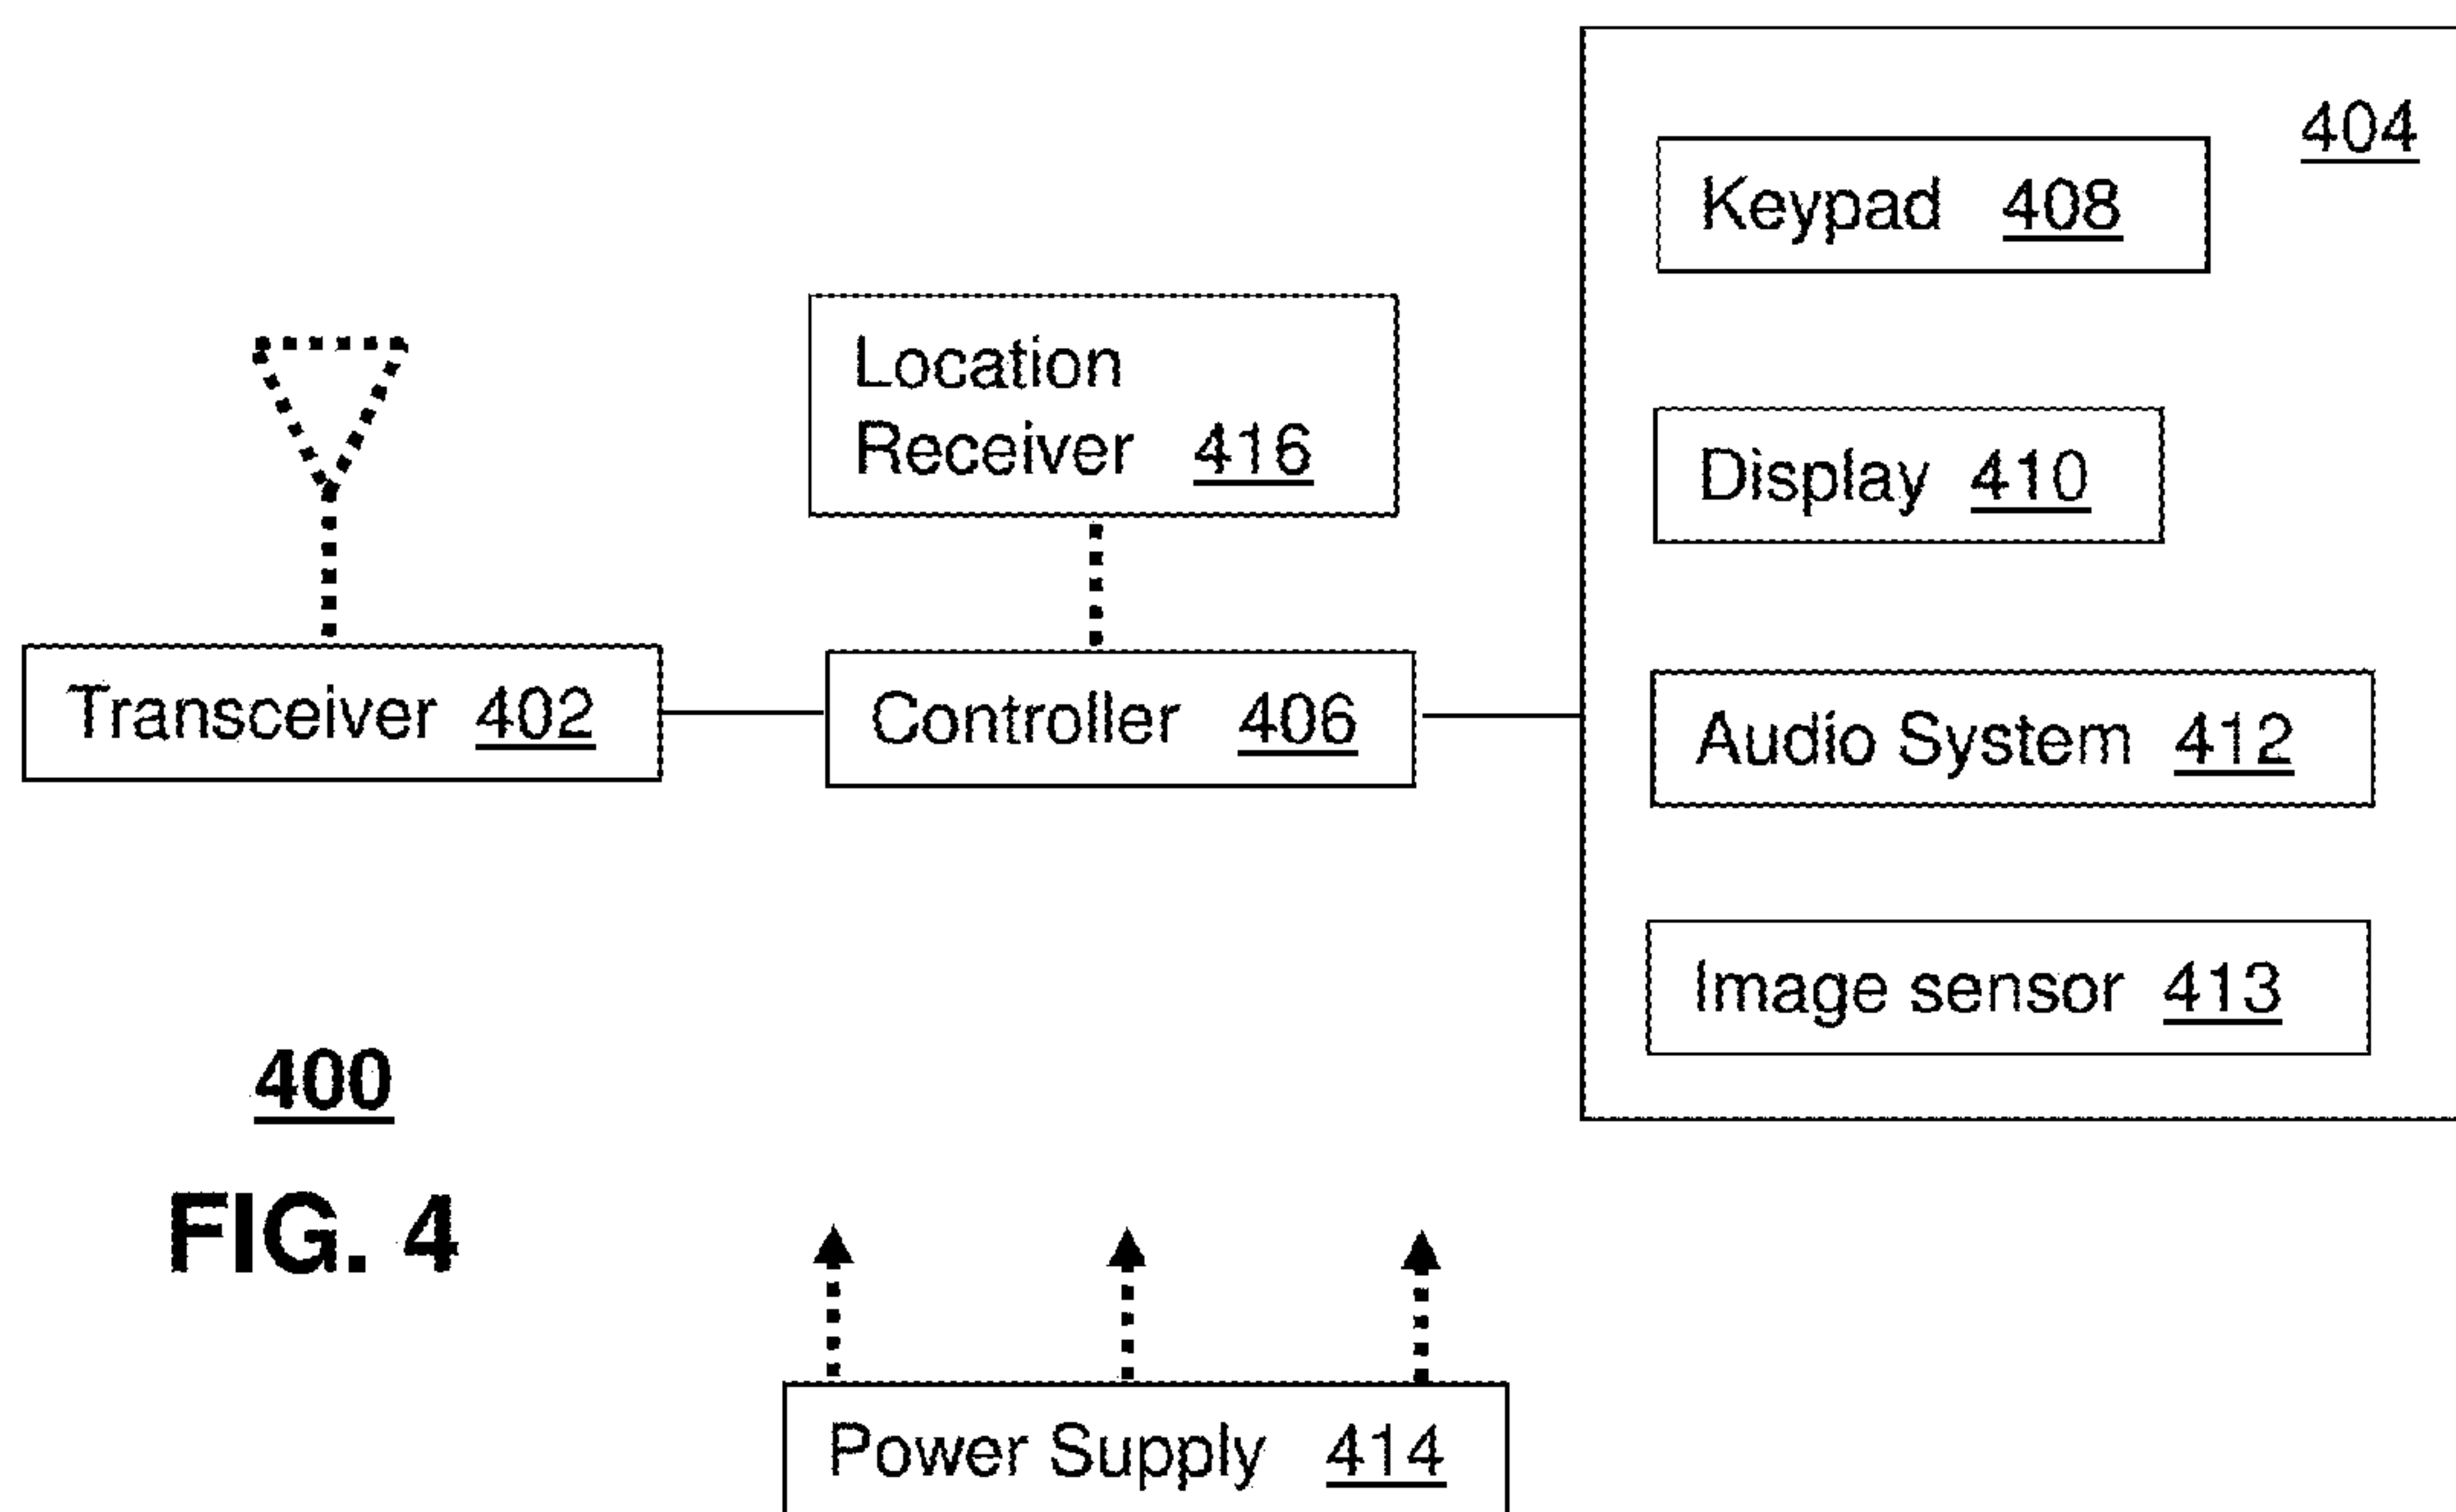 404
Keypad 408
Location
Receiver 416
Display 410
Transceiver 402
Controller 406
Audio System 412
Image sensor 413
400
FIG. 4
Power Supply 414